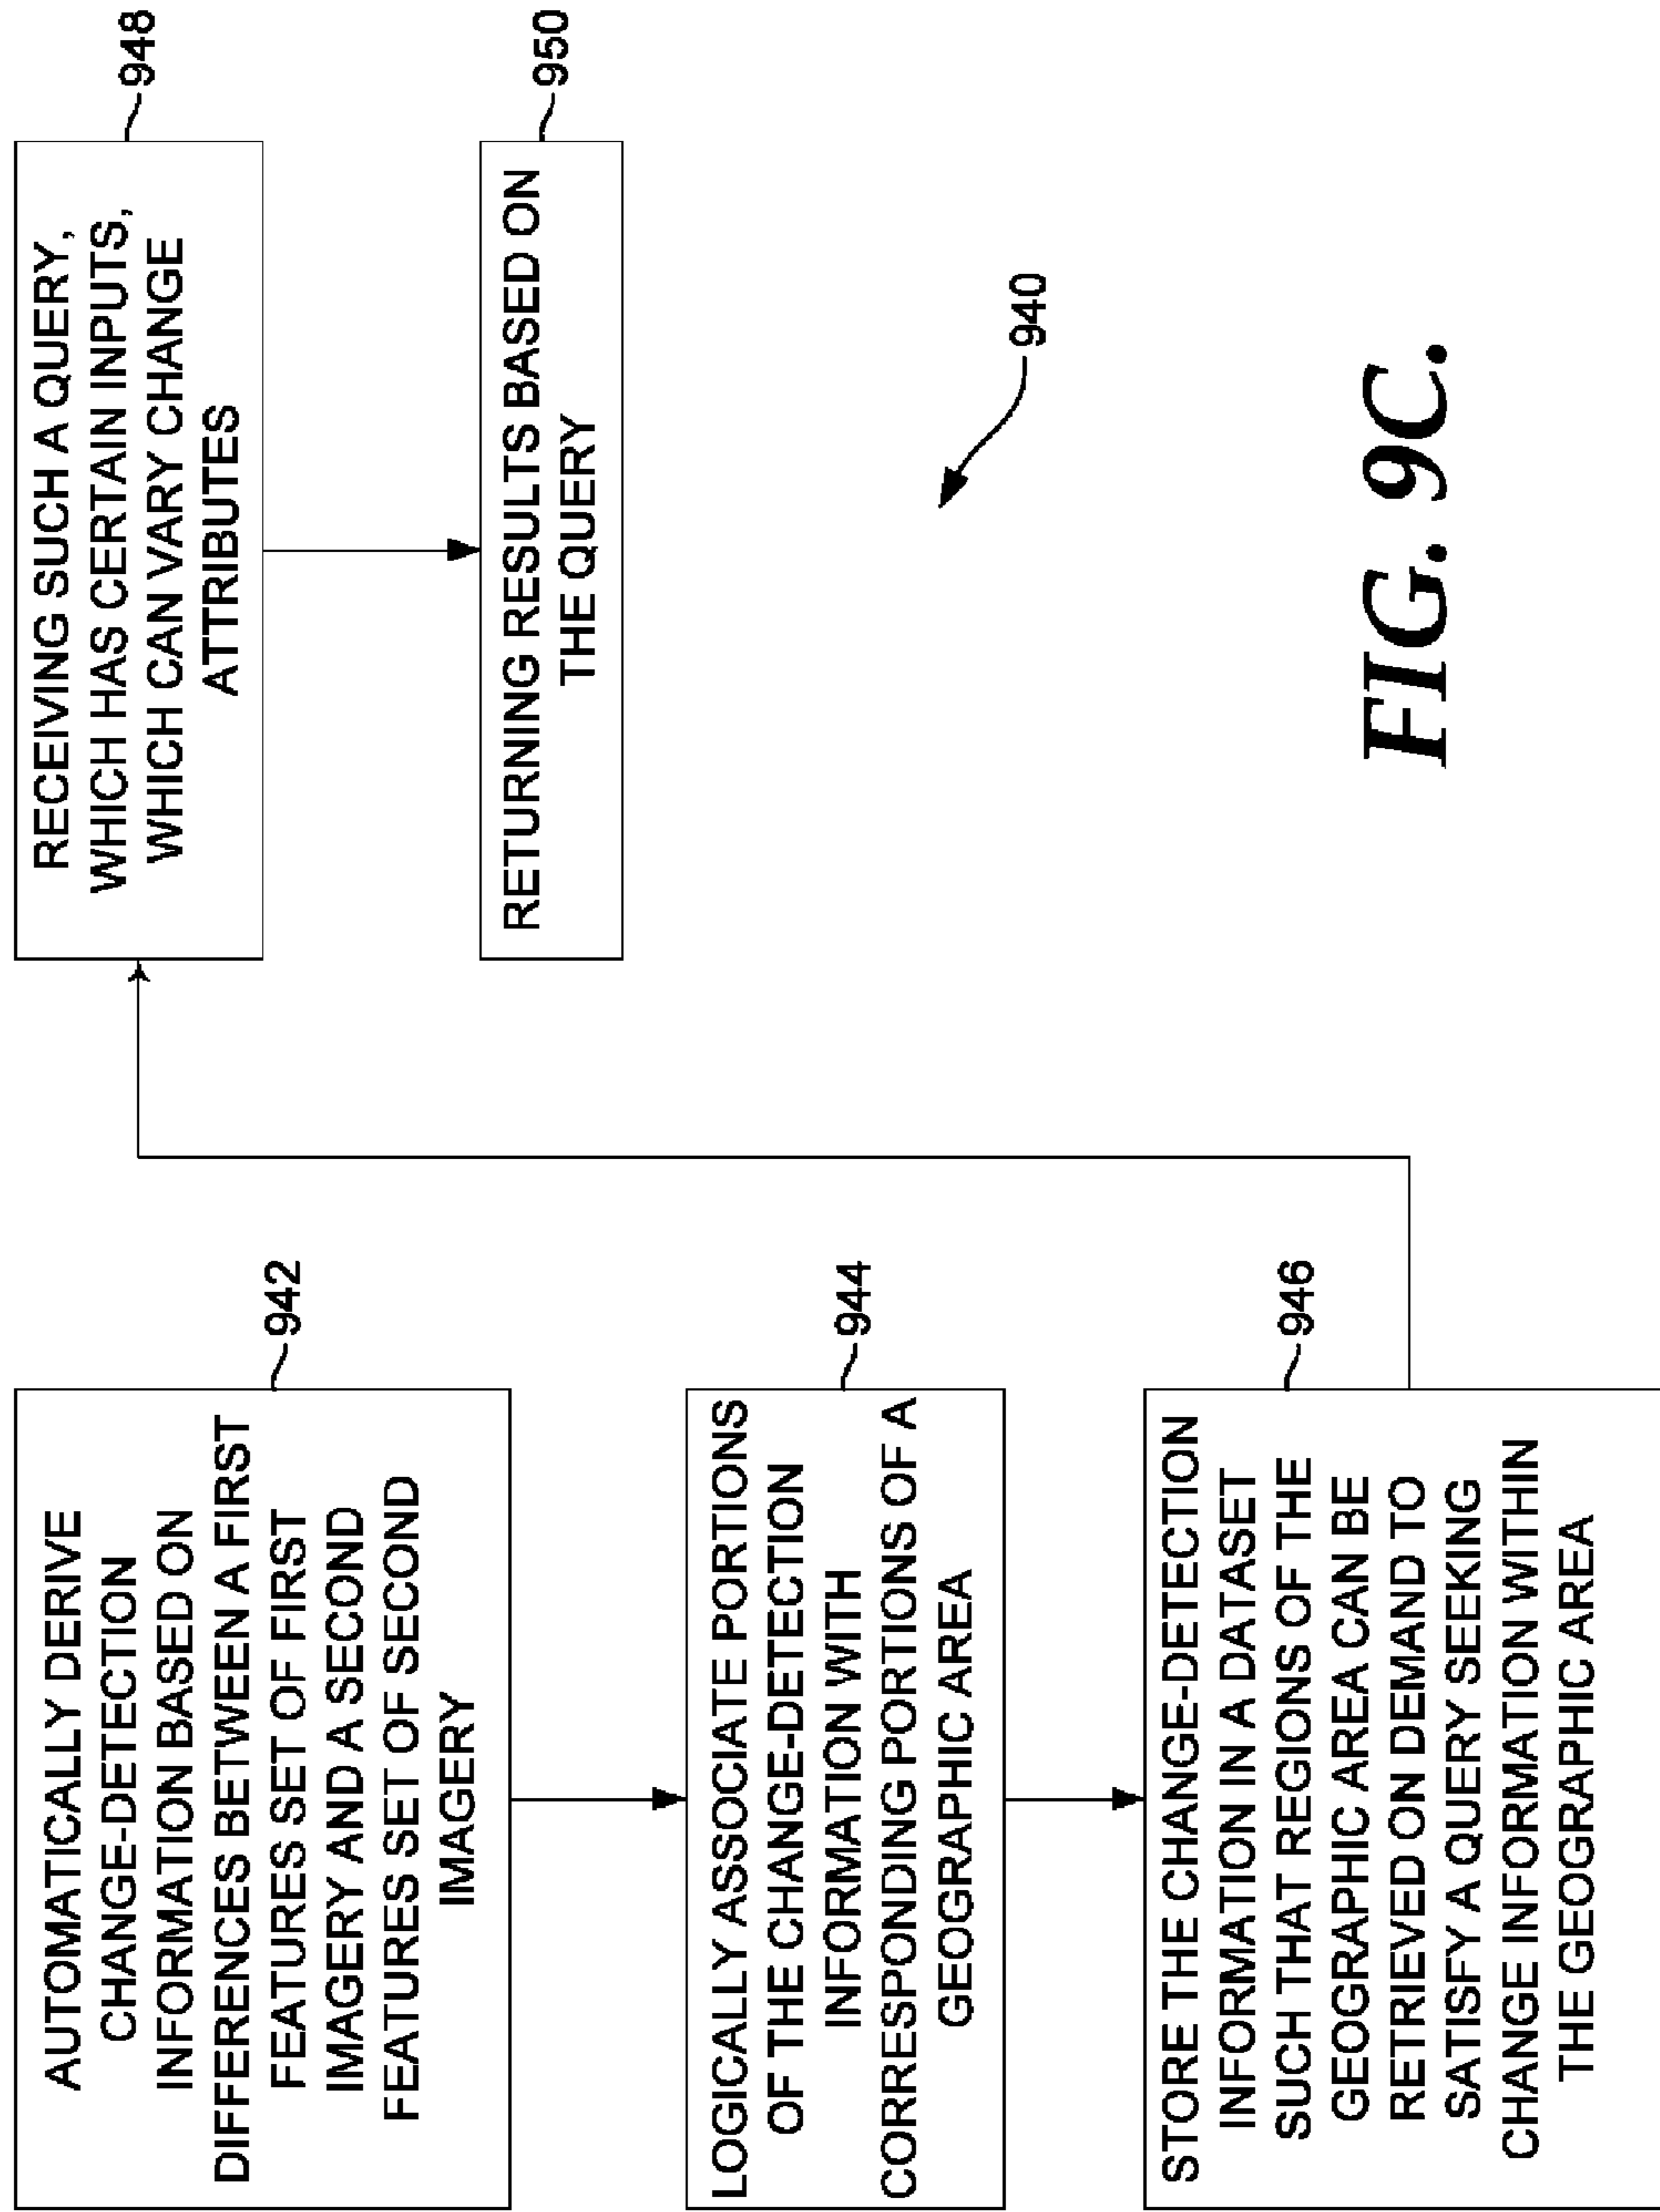 AUTOMATICALLY DERIVE
CHANGE-DETECTION
INFORMATION BASED ON
DIFFERENCES BETWEEN A FIRST
FEATURES SET OF FIRST
IMAGERY AND A SECOND
FEATURES SET OF SECOND
IMAGERY
942
LOGICALLY ASSOCIATE PORTIONS
OF THE CHANGE-DETECTION
INFORMATION WITH
CORRESPONDING PORTIONS OF A
GEOGRAPHIC AREA
944
STORE THE CHANGE-DETECTION
INFORMATION IN A DATASET
SUCH THAT REGIONS OF THE
GEOGRAPHIC AREA CAN BE
RETRIEVED ON DEMAND TO
SATISFY A QUERY SEEKING
CHANGE INFORMATION WITHIN
THE GEOGRAPHIC AREA
946
RECEIVING SUCH A QUERY,
WHICH HAS CERTAIN INPUTS,
WHICH CAN VARY CHANGE
ATTRIBUTES
948
RETURNING RESULTS BASED ON
THE QUERY
950
940
FIG. 9C.